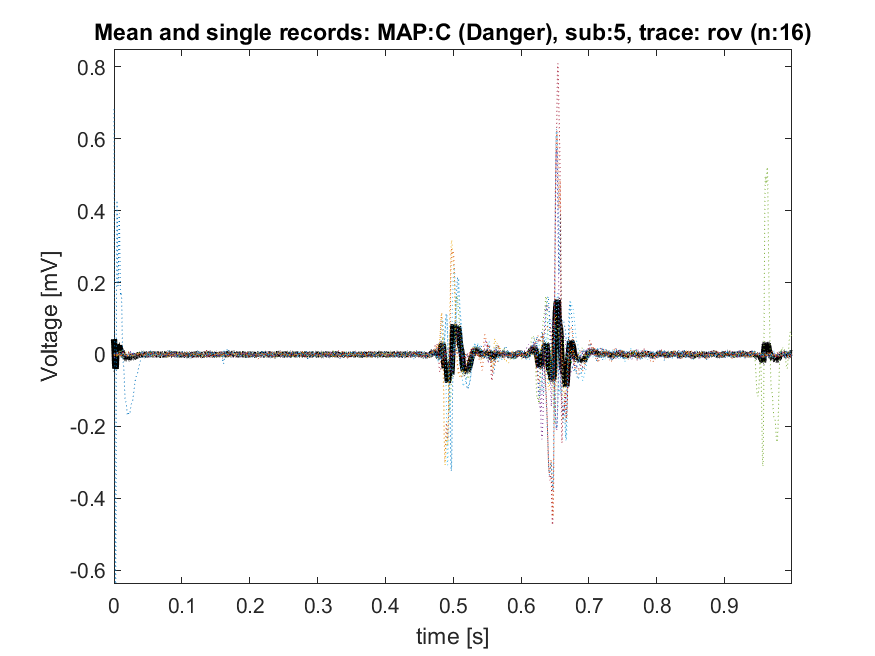 Mean and single records: MAP:C (Danger), sub:5, trace: rov (n:16)
0.8
0.6
0.4
0.2
0
-0.2
-0.4
-0.6
Voltage [mV]
0 0.1 0.2 0.3 0.4 0.5 0.6 0.7 0.8 0.9
time [s]